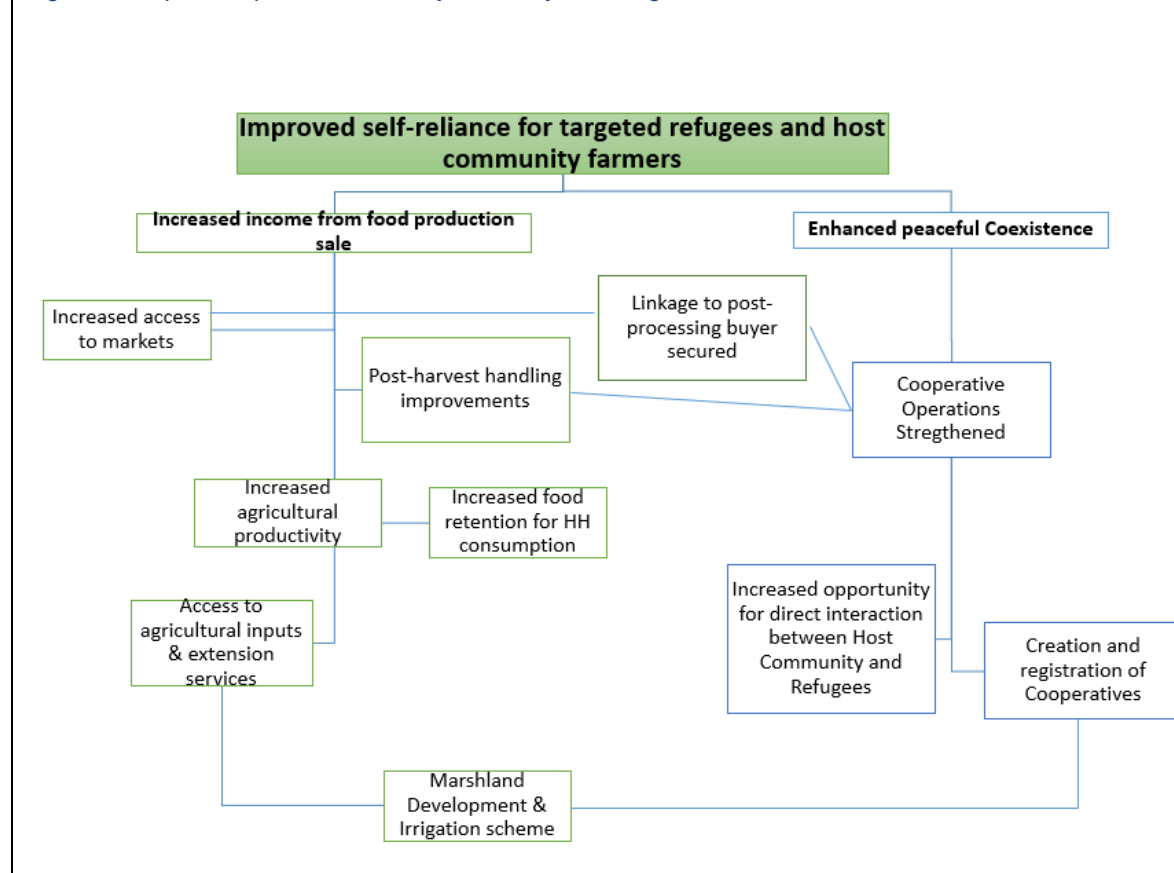 Improved self-reliance for targeted refugees and host
community farmers
Increased income from food production
sale
Enhanced peaceful Coexistence
Increased access
to markets
Linkage to post-
processing buyer
secured
Post-harvest handling
improvements
Cooperative
Operations
Stregthened
Increased
agricultural
productivity
Increased food
retention for HH
consumption
Access to
agricultural inputs
& extension
services
Increased opportunity
for direct interaction
between Host
Community and
Refugees
Creation and
registration of
Cooperatives
Marshland
Development &
Irrigation scheme